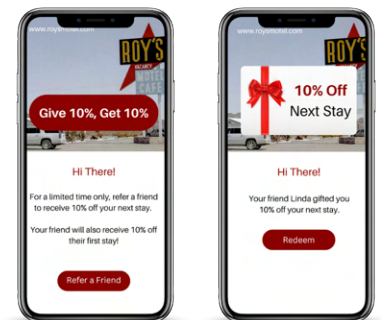 www.roysmotel.com
ROY'S
VACANCY
MOTEL
CAFE
Give 10%, Get 10%
Hi There!
For a limited time only, refer a friend
to receive 10% off your next stay.
Your friend will also receive 10% off
their first stay!
Refer a Friend
www.roysmotel.com
ROY'S
MOTEL
CAFE
10% Off
Next Stay
Hi There!
Your friend Linda gifted you
10% off your next stay.
Redeem